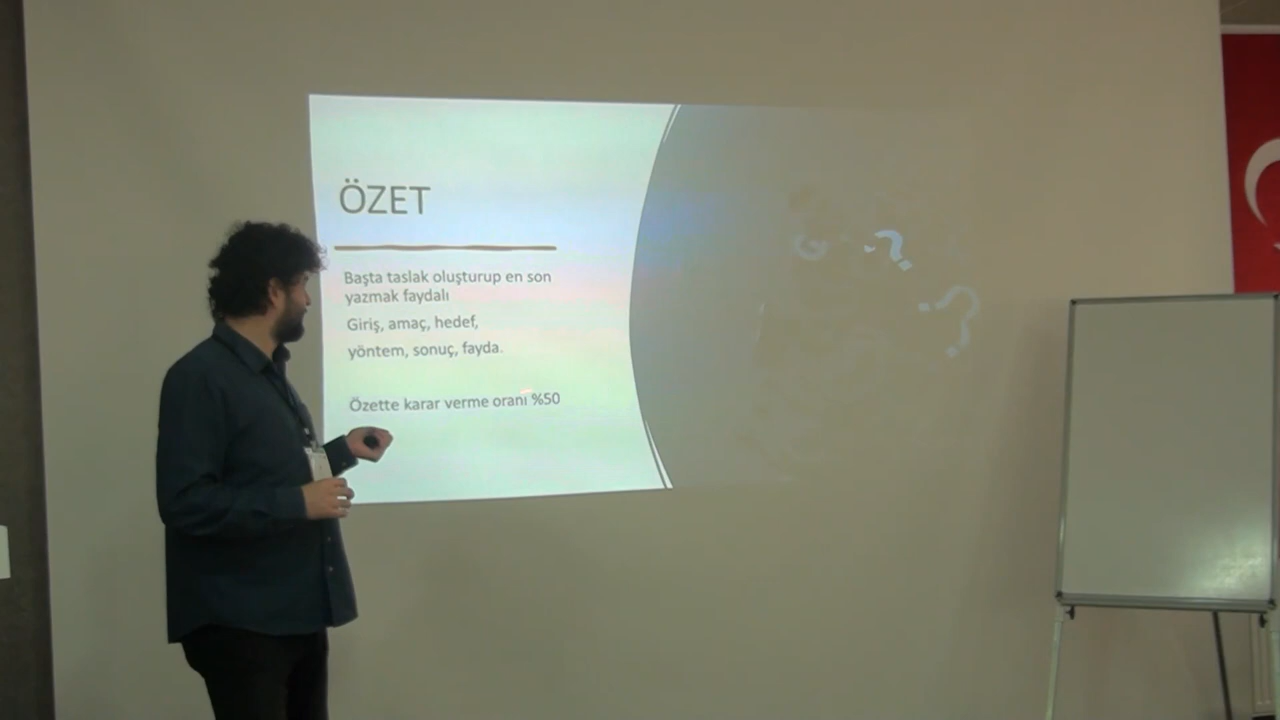 ÖZET
Başta taslak oluşturup en son
yazmak faydalı
Giriş, amaç, hedef,
yöntem, sonuç, fayda.
Özette karar verme oranı %50
? ?